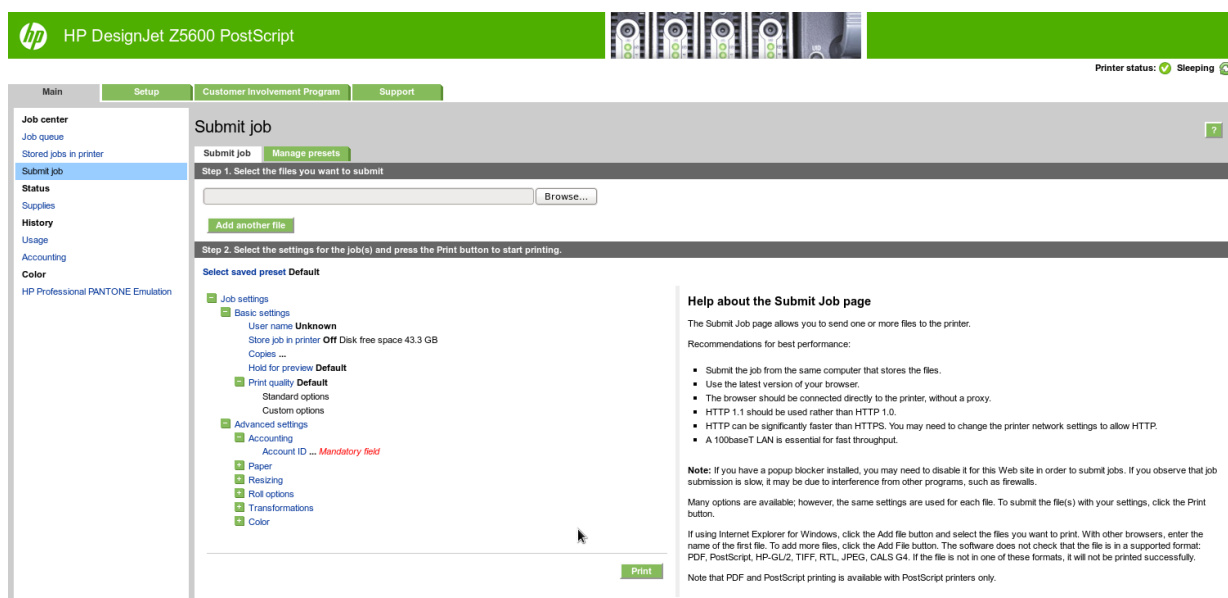 hp HP DesignJet Z5600 PostScript
UID
Printer status: Sleeping
Main Setup Customer Involvement Program Support
Job center
Job queue
Stored jobs in printer
Submit job
Status
Supplies
History
Usage
Accounting
Color
HP Professional PANTONE Emulation
Submit job
?
Submit job Manage presets
Step 1. Select the files you want to submit
Browse...
Add another file
Step 2. Select the settings for the job(s) and press the Print button to start printing.
Select saved preset Default
Job settings
Basic settings
User name Unknown
Store job in printer Off Disk free space 43.3 GB
Copies ...
Hold for preview Default
Print quality Default
Standard options
Custom options
Advanced settings
Accounting
Account ID ... Mandatory field
Paper
Resizing
Roll options
Transformations
Color
Print
Help about the Submit Job page
The Submit Job page allows you to send one or more files to the printer.
Recommendations for best performance:
Submit the job from the same computer that stores the files.
Use the latest version of your browser.
The browser should be connected directly to the printer, without a proxy.
HTTP 1.1 should be used rather than HTTP 1.0.
HTTP can be significantly faster than HTTPS. You may need to change the printer network settings to allow HTTP.
A 100baseT LAN is essential for fast throughput.
Note: If you have a popup blocker installed, you may need to disable it for this Web site in order to submit jobs. If you observe that job
submission is slow, it may be due to interference from other programs, such as firewalls.
Many options are available; however, the same settings are used for each file. To submit the file(s) with your settings, click the Print
button.
If using Internet Explorer for Windows, click the Add file button and select the files you want to print. With other browsers, enter the
name of the first file. To add more files, click the Add File button. The software does not check that the file is in a supported format:
PDF, PostScript, HP-GL/2, TIFF, RTL, JPEG, CALS G4. If the file is not in one of these formats, it will not be printed successfully.
Note that PDF and PostScript printing is available with PostScript printers only.